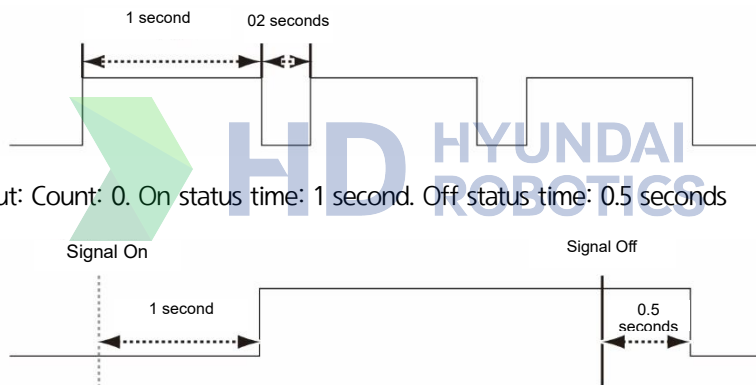 1 second
02 seconds
HD HYUNDAI
ROBOTICS
ut: Count: 0. On status time: 1 second. Off status time: 0.5 seconds
Signal On
Signal Off
1 second
0.5
seconds